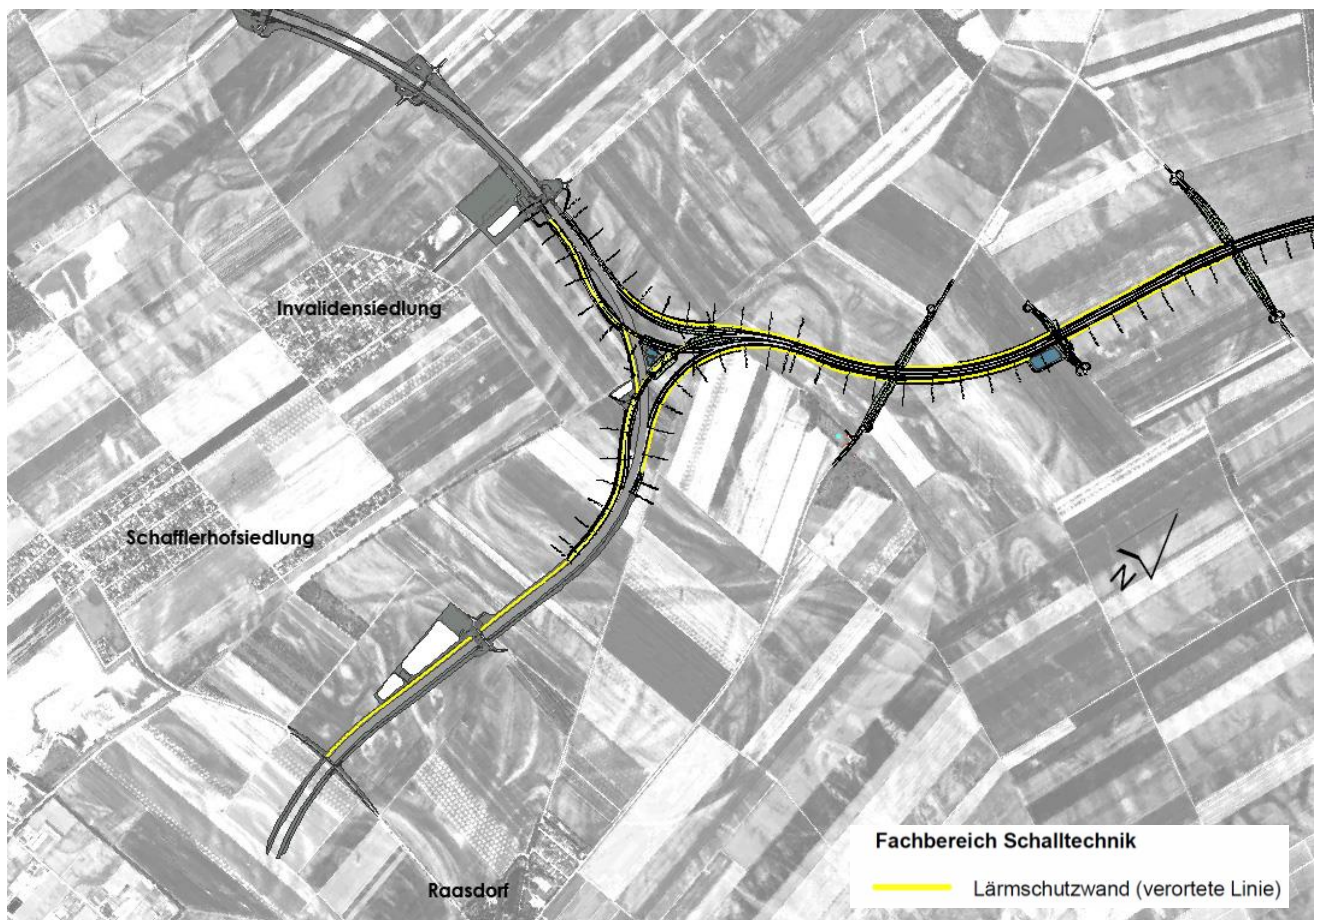 Invalidensiedlung
Schafflerhofsiedlung
N
Raasdorf
Fachbereich Schalltechnik
Lärmschutzwand (verortete Linie)